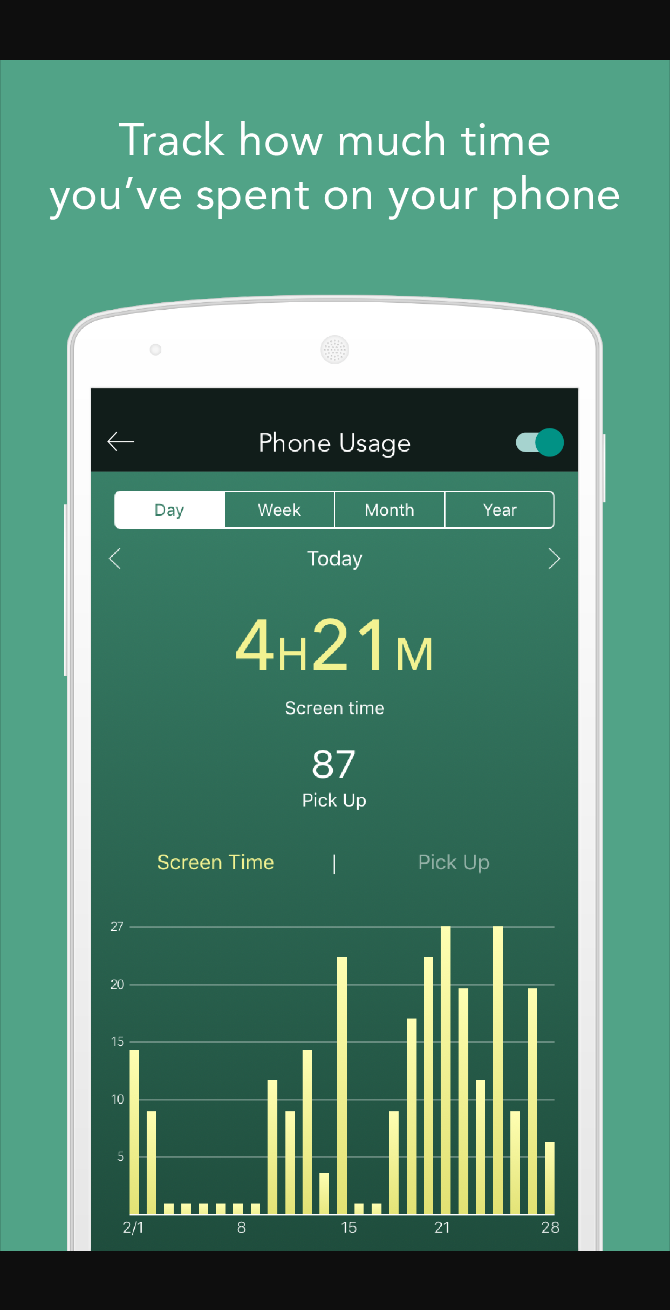 Track how much time
you’ve spent on your phone
Phone Usage
Day Week Month Year
Today
4H21M
Screen time
87
Pick Up
Screen Time | Pick Up
27
20
15
10
5
2/1 8 15 21 28